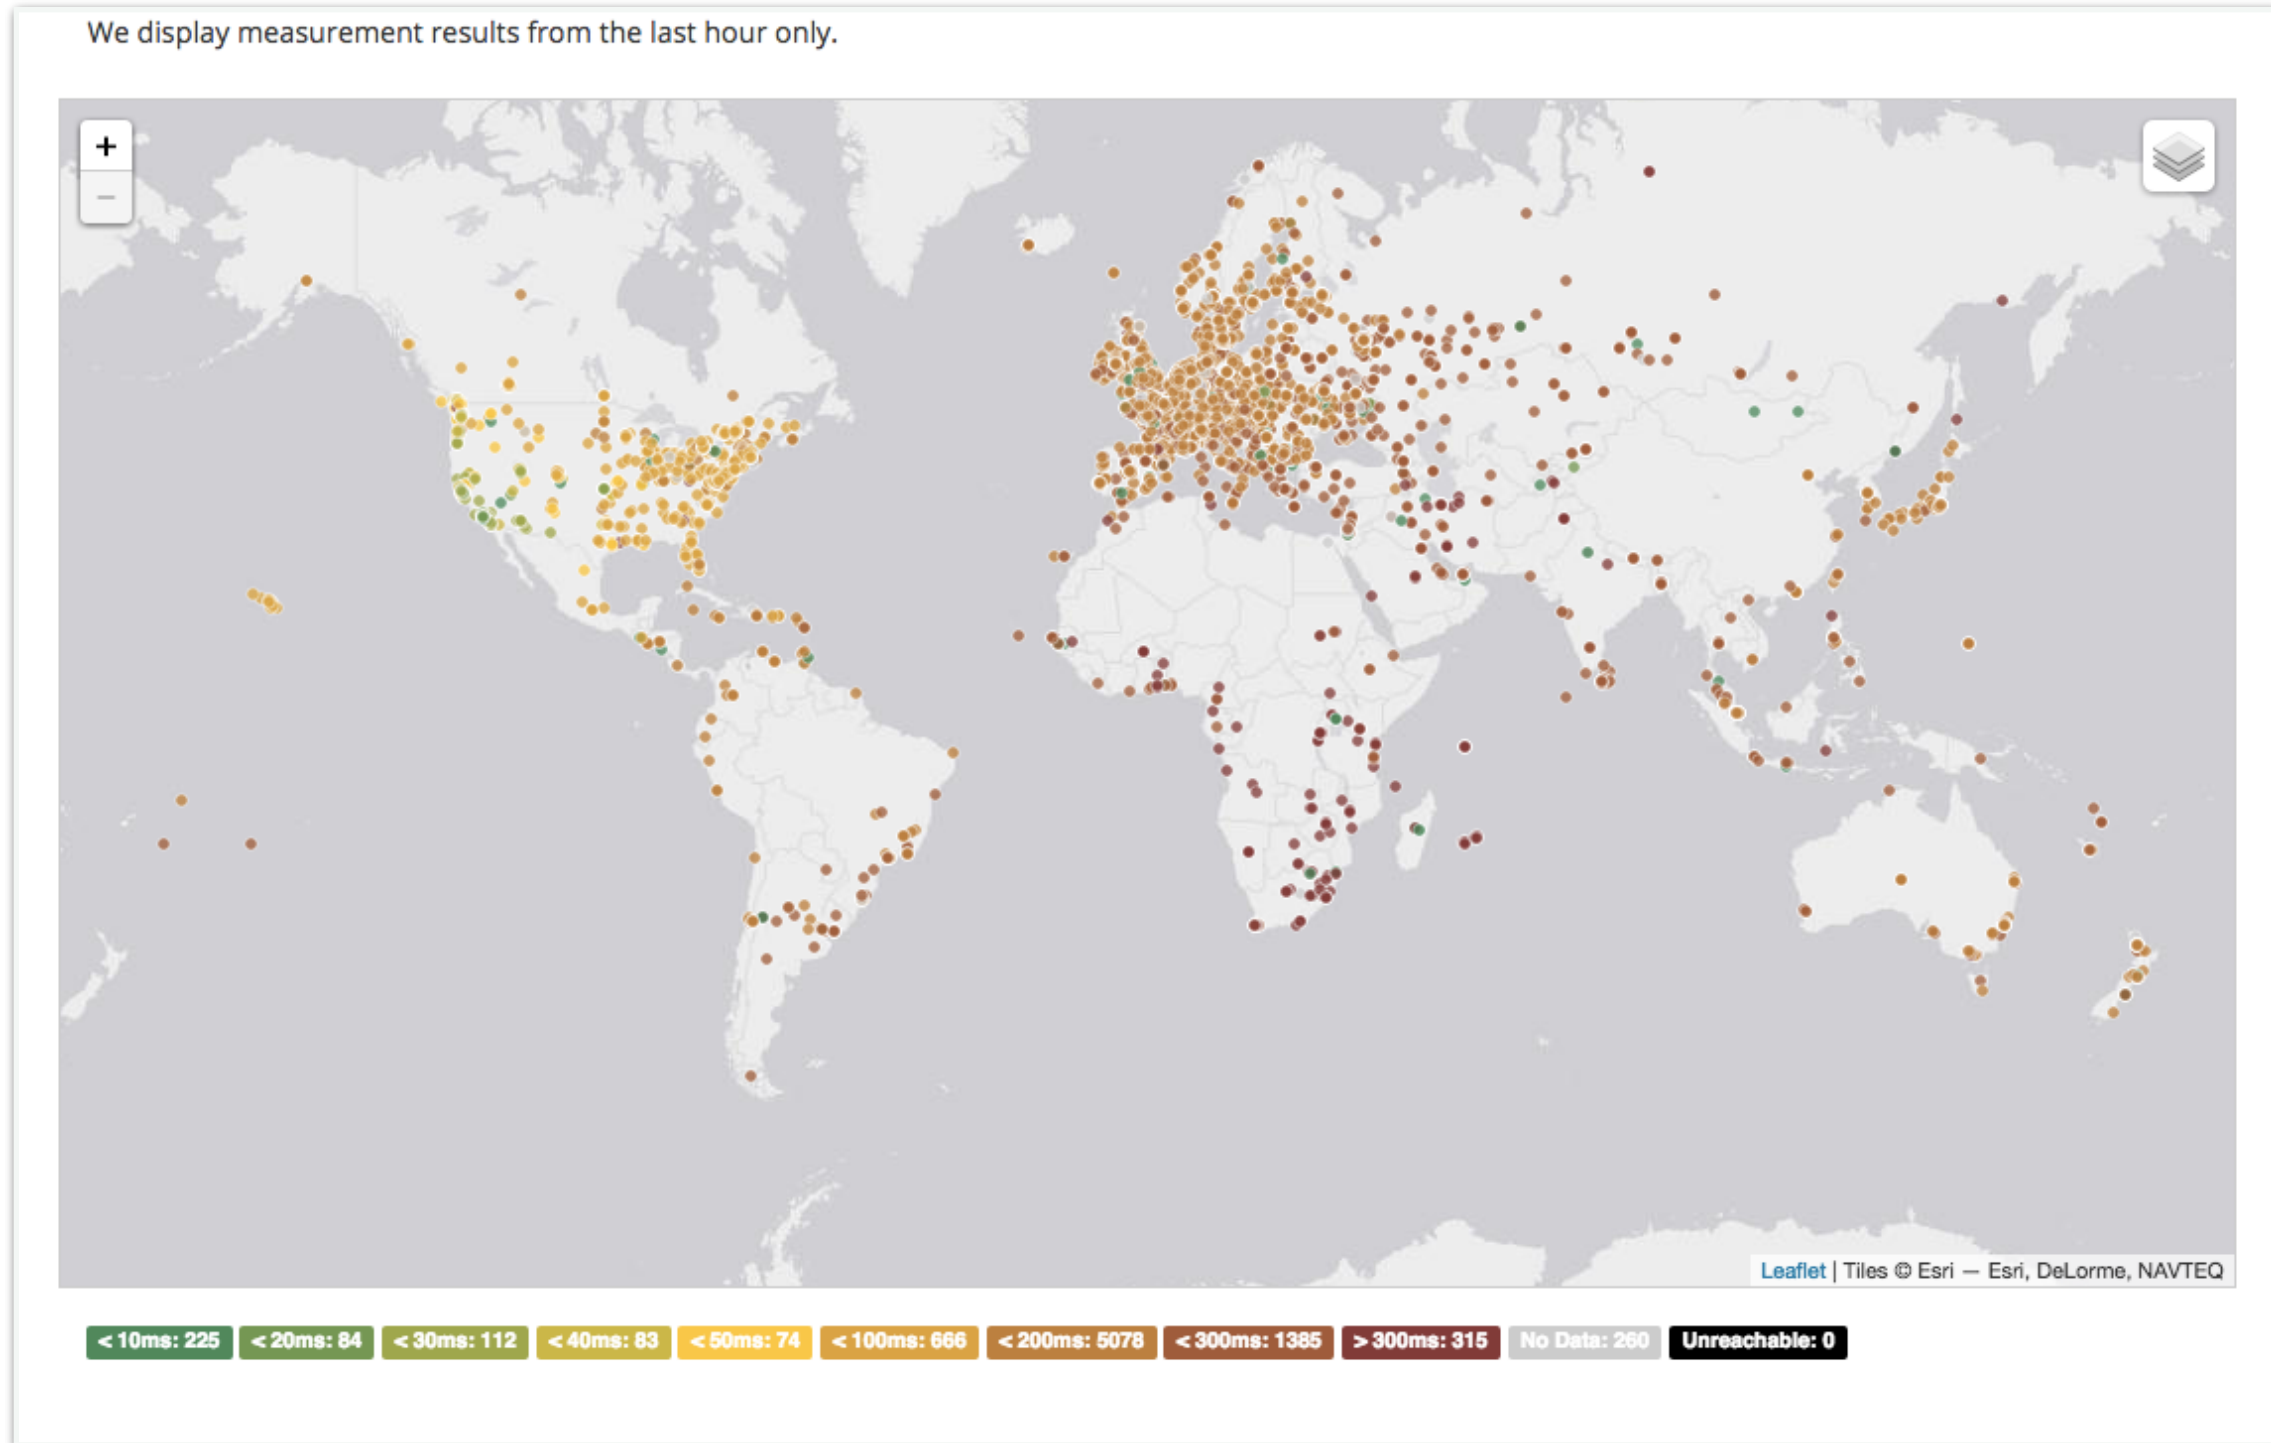 We display measurement results from the last hour only.
+
−
Leaflet | Tiles © Esri — Esri, DeLorme, NAVTEQ
< 10ms: 225 < 20ms: 84 < 30ms: 112 < 40ms: 83 < 50ms: 74 < 100ms: 666 < 200ms: 5078 < 300ms: 1385 > 300ms: 315 No Data: 260 Unreachable: 0